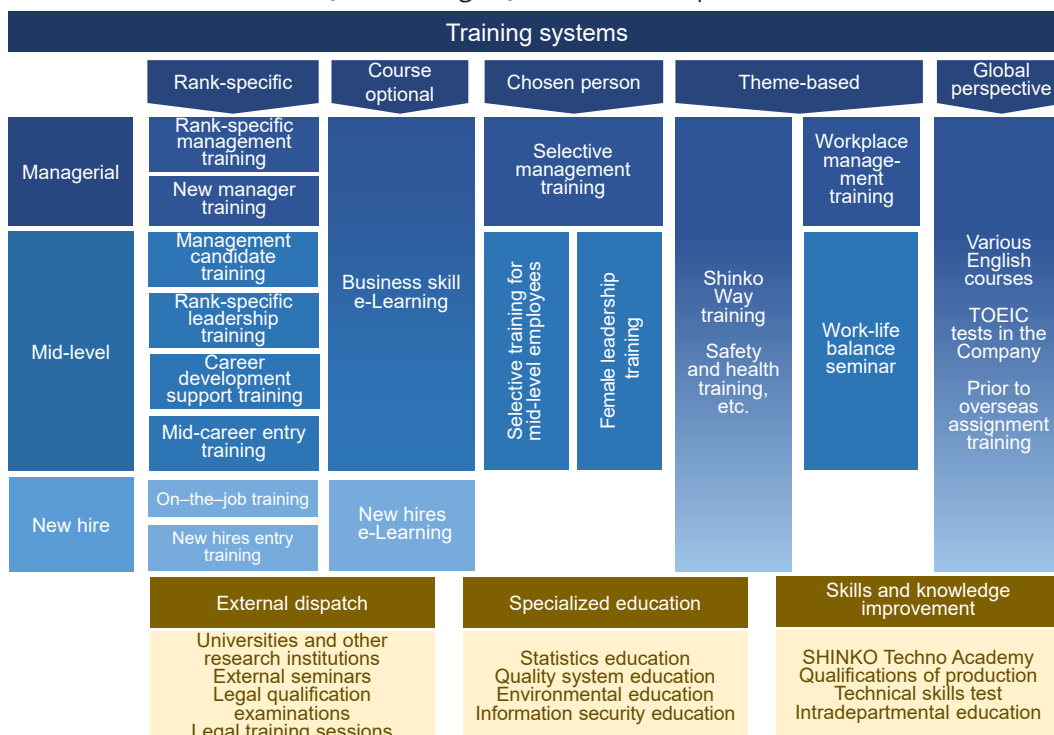 Training systems
Rank-specific
Course
optional
Chosen person
Theme-based
Global
perspective
Managerial
Rank-specific
management
training
New manager
training
Selective
management
training
Workplace
manage-
ment
training
Mid-level
Management
candidate
training
Rank-specific
leadership
training
Career
development
support training
Mid-career entry
training
Business skill
e-Learning
Selective training for
mid-level employees
Female leadership
training
Shinko
Way
training
Safety
and health
training,
etc.
Work-life
balance
seminar
Various
English
courses
TOEIC
tests in the
Company
Prior to
overseas
assignment
training
New hire
On–the–job training
New hires entry
training
New hires
e-Learning
External dispatch
Universities and other
research institutions
External seminars
Legal qualification
examinations
Legal training sessions
Specialized education
Statistics education
Quality system education
Environmental education
Information security education
Skills and knowledge
improvement
SHINKO Techno Academy
Qualifications of production
Technical skills test
Intradepartmental education